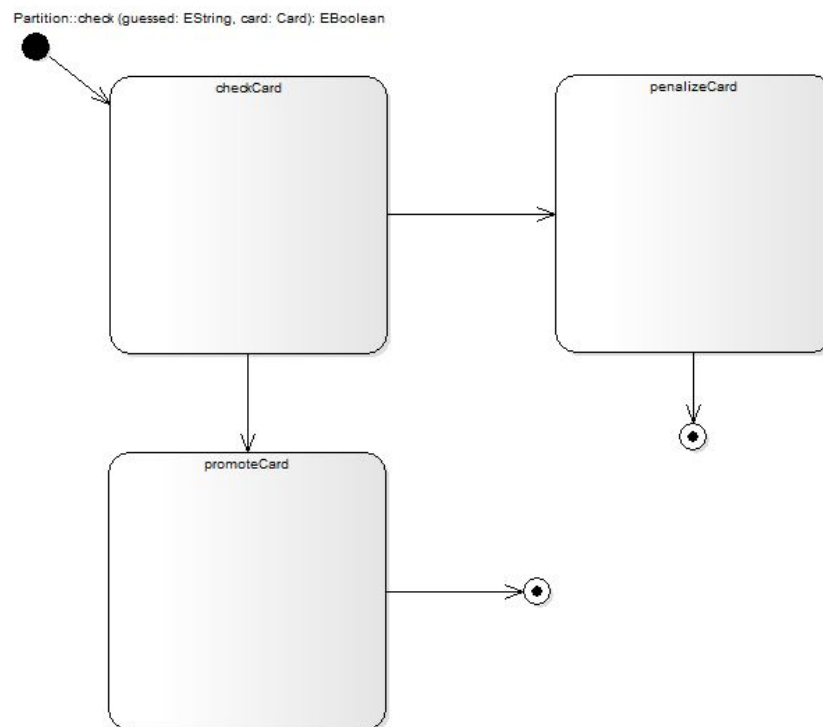 Partition::check (guessed: EString, card: Card): EBoolean
checkCard
penalizeCard
promoteCard